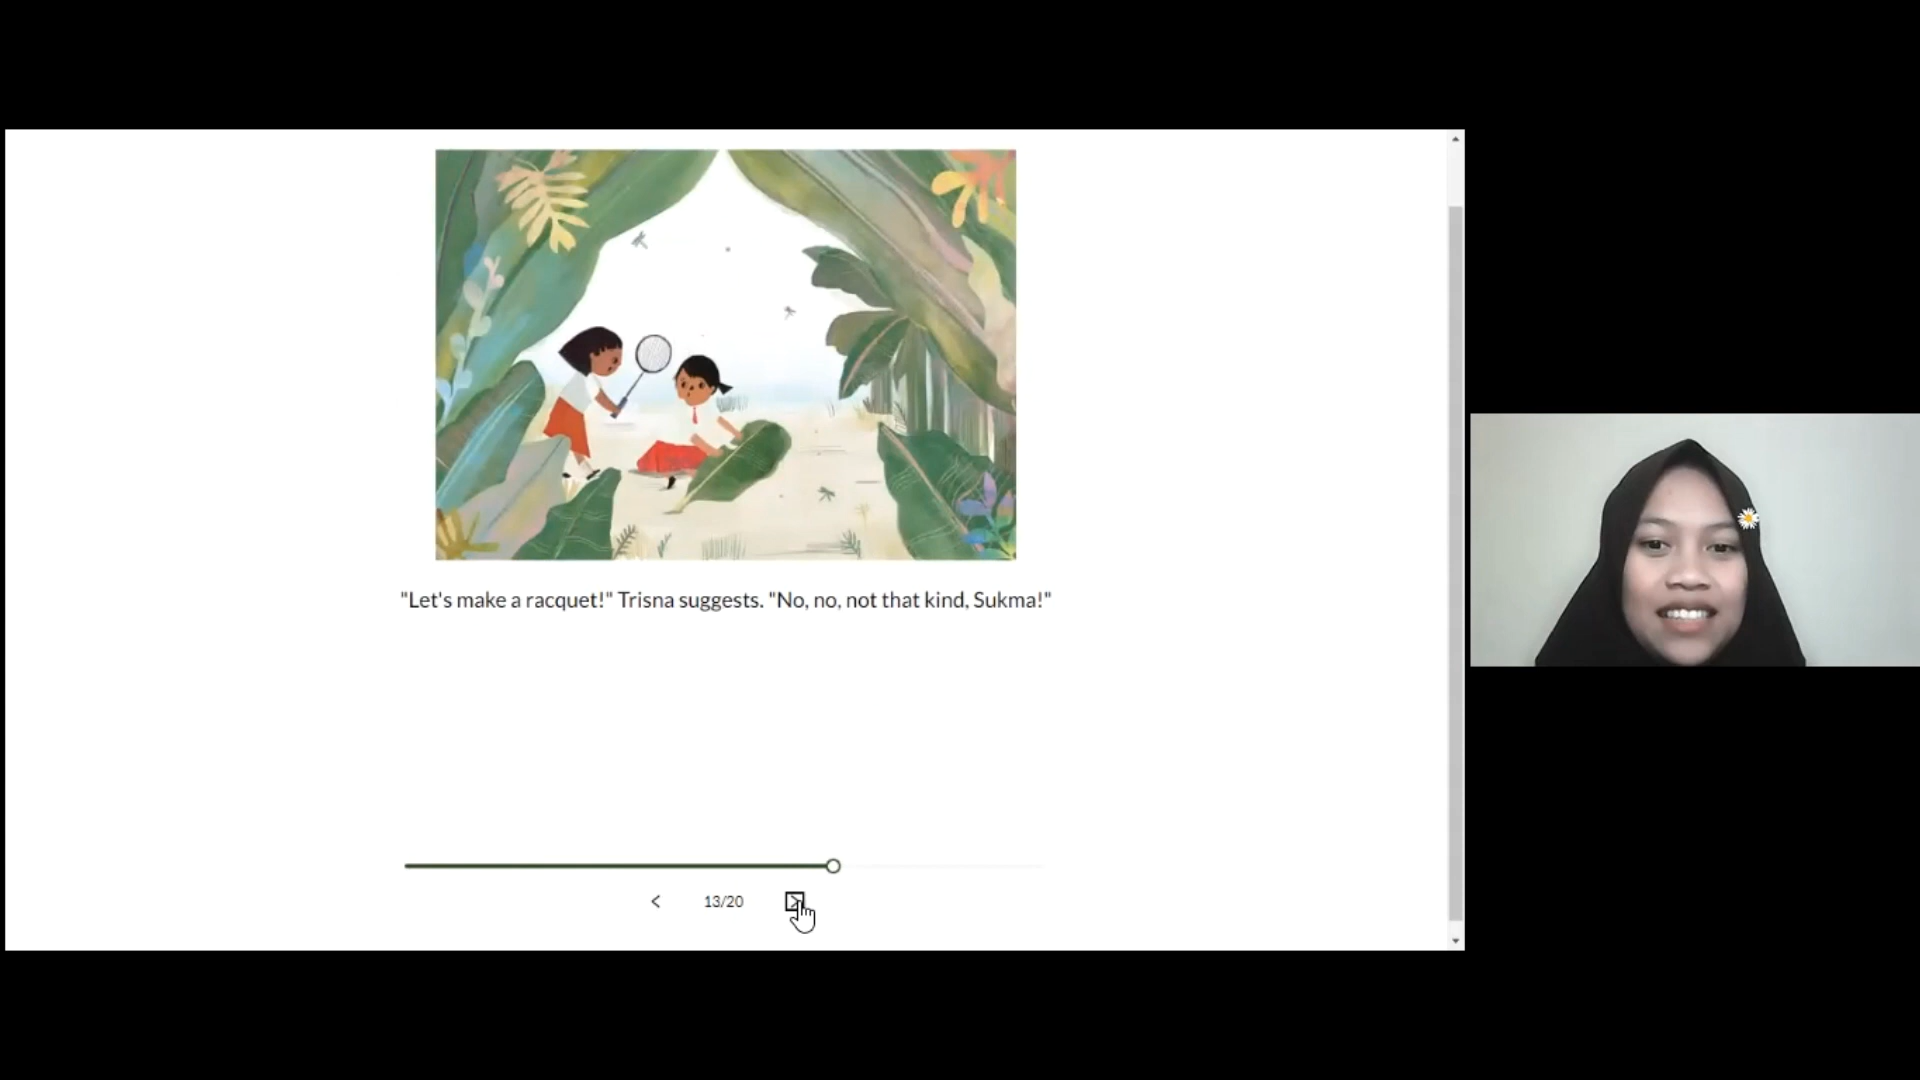 "Let's make a racquet!" Trisna suggests. "No, no, not that kind, Sukma!"
13/20